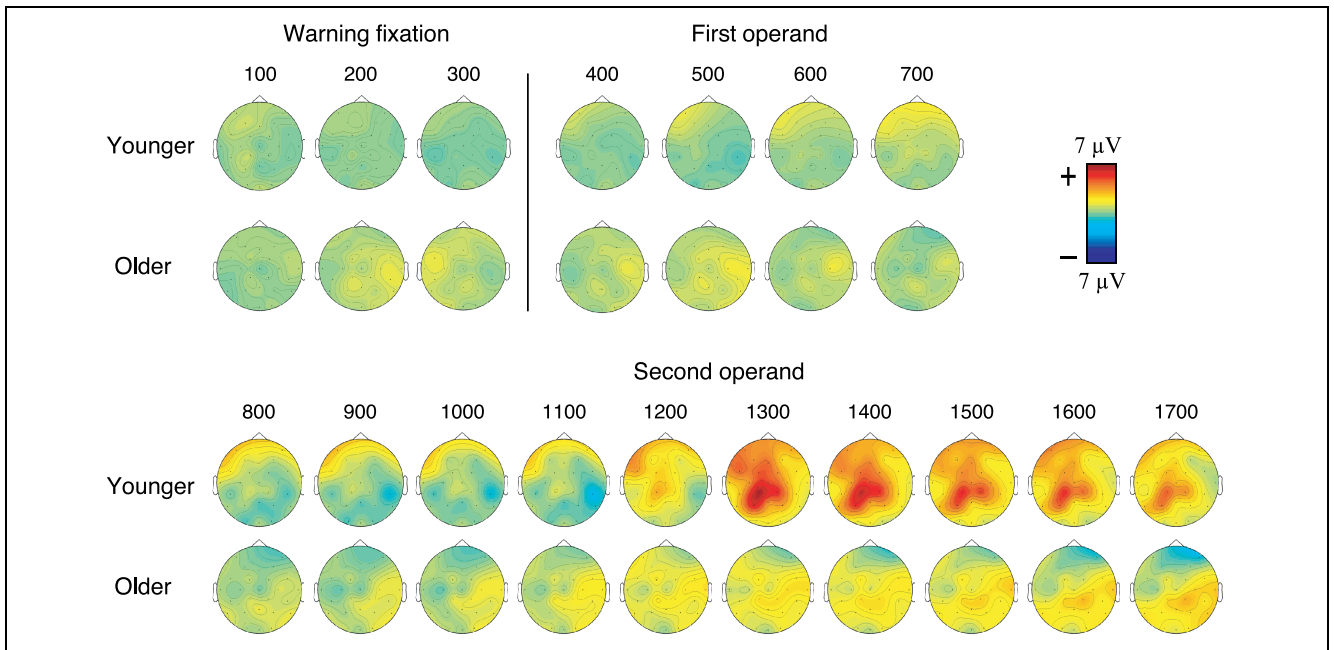 Warning fixation First operand
100 200 300 400 500 600 700
Younger
7 µV
+
Older
−
7 µV
Second operand
800 900 1000 1100 1200 1300 1400 1500 1600 1700
Younger
Older